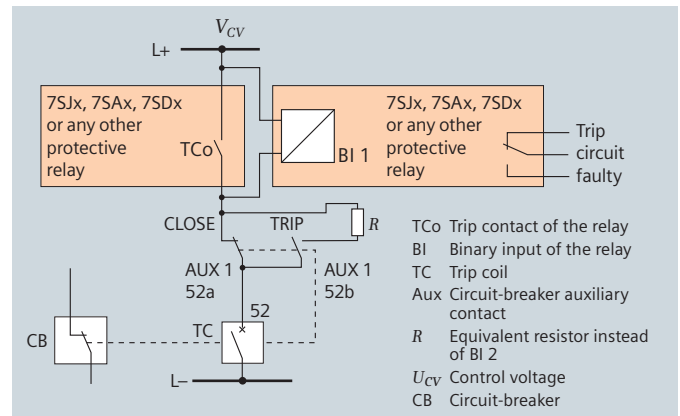 V_CV
L+
7SJx, 7SAx, 7SDx
or any other
protective
relay
TCo
BI 1
7SJx, 7SAx, 7SDx
or any other
protective
relay
Trip
circuit
faulty
CLOSE
TRIP
R
AUX 1
52a
AUX 1
52b
52
TC
CB
L–
TCo Trip contact of the relay
BI Binary input of the relay
TC Trip coil
Aux Circuit-breaker auxiliary
contact
R Equivalent resistor instead
of BI 2
U_CV Control voltage
CB Circuit-breaker